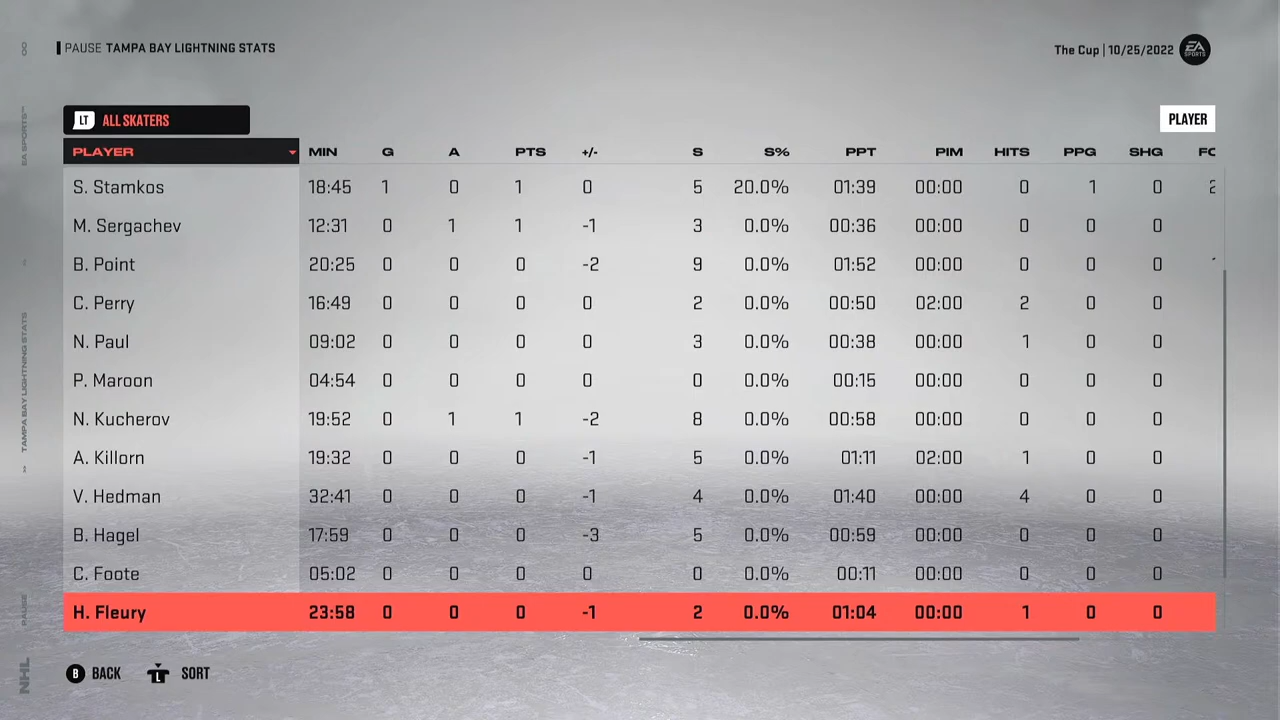 PAUSE TAMPA BAY LIGHTNING STATS
The Cup | 10/25/2022 EA SPORTS
LT ALL SKATERS
PLAYER
PLAYER MIN G A PTS +/- S S% PPT PIM HITS PPG SHG FO
S. Stamkos 18:45 1 0 1 0 5 20.0% 01:39 00:00 0 1 0 2
M. Sergachev 12:31 0 1 1 -1 3 0.0% 00:36 00:00 0 0 0
B. Point 20:25 0 0 0 -2 9 0.0% 01:52 00:00 0 0 0
C. Perry 16:49 0 0 0 0 2 0.0% 00:50 02:00 2 0 0
N. Paul 09:02 0 0 0 0 3 0.0% 00:38 00:00 1 0 0
P. Maroon 04:54 0 0 0 0 0 0.0% 00:15 00:00 0 0 0
N. Kucherov 19:52 0 1 1 -2 8 0.0% 00:58 00:00 0 0 0
A. Killorn 19:32 0 0 0 -1 5 0.0% 01:11 02:00 1 0 0
V. Hedman 32:41 0 0 0 -1 4 0.0% 01:40 00:00 4 0 0
B. Hagel 17:59 0 0 0 -3 5 0.0% 00:59 00:00 0 0 0
C. Foote 05:02 0 0 0 0 0 0.0% 00:11 00:00 0 0 0
H. Fleury 23:58 0 0 0 -1 2 0.0% 01:04 00:00 1 0 0
B BACK L SORT
NHL PAUSE » TAMPA BAY LIGHTNING STATS EA SPORTS™